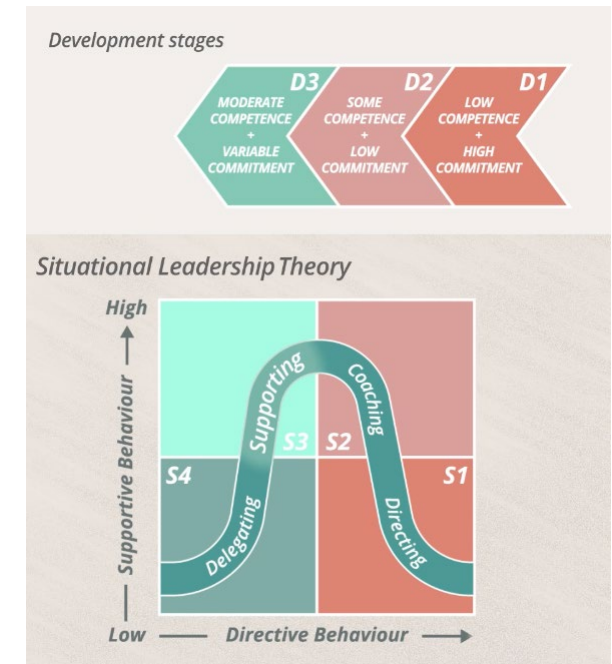 Development stages
D3
MODERATE
COMPETENCE
+
VARIABLE
COMMITMENT
D2
SOME
COMPETENCE
+
LOW
COMMITMENT
D1
LOW
COMPETENCE
+
HIGH
COMMITMENT
Situational Leadership Theory
High
Supportive Behaviour
Supporting
Coaching
S3
S2
S4
S1
Delegating
Directing
Low
Directive Behaviour